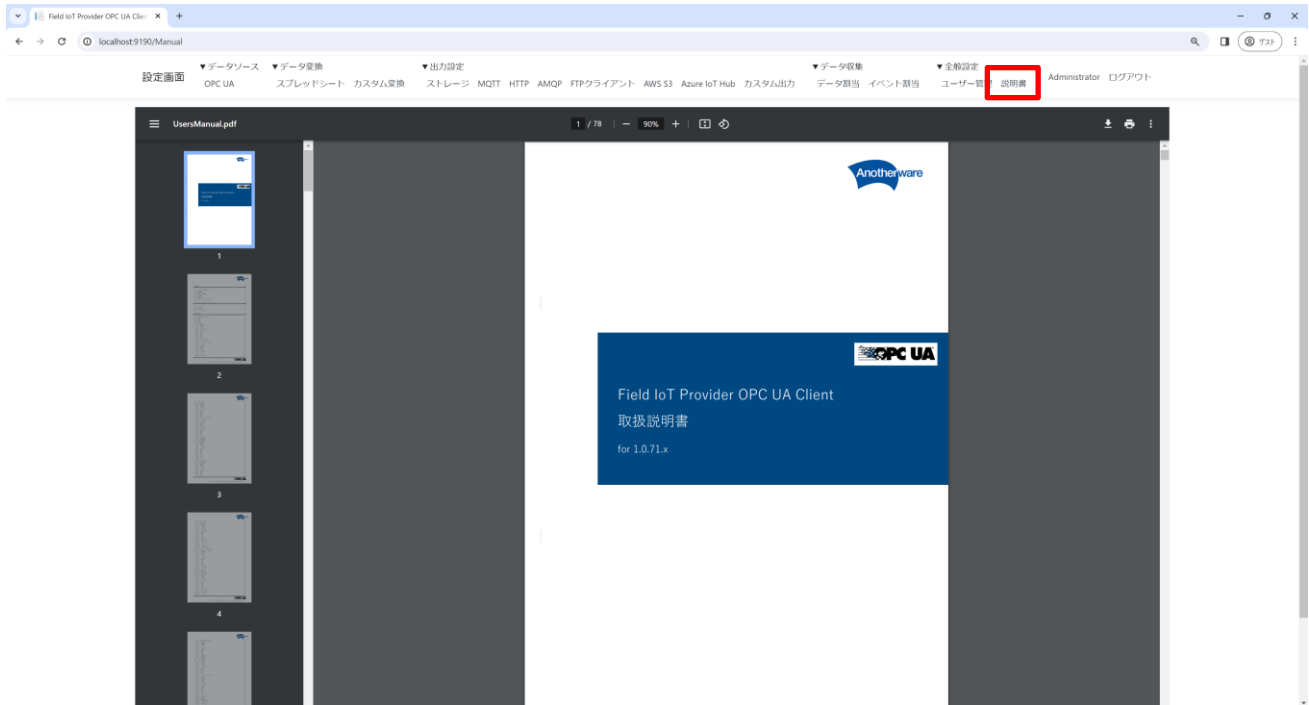 Field IoT Provider OPC UA Clien
localhost:9190/Manual
ゲスト
設定画面
▼データソース ▼データ変換 ▼出力設定 ▼データ収集 ▼全般設定
OPC UA スプレッドシート カスタム変換 ストレージ MQTT HTTP AMQP FTPクライアント AWS S3 Azure IoT Hub カスタム出力 データ割当 イベント割当 ユーザー管理 説明書 Administrator ログアウト
UsersManual.pdf 1 / 78 90%
1
2
3
4
Anotherware
OPC UA
Field IoT Provider OPC UA Client
取扱説明書
for 1.0.71.x